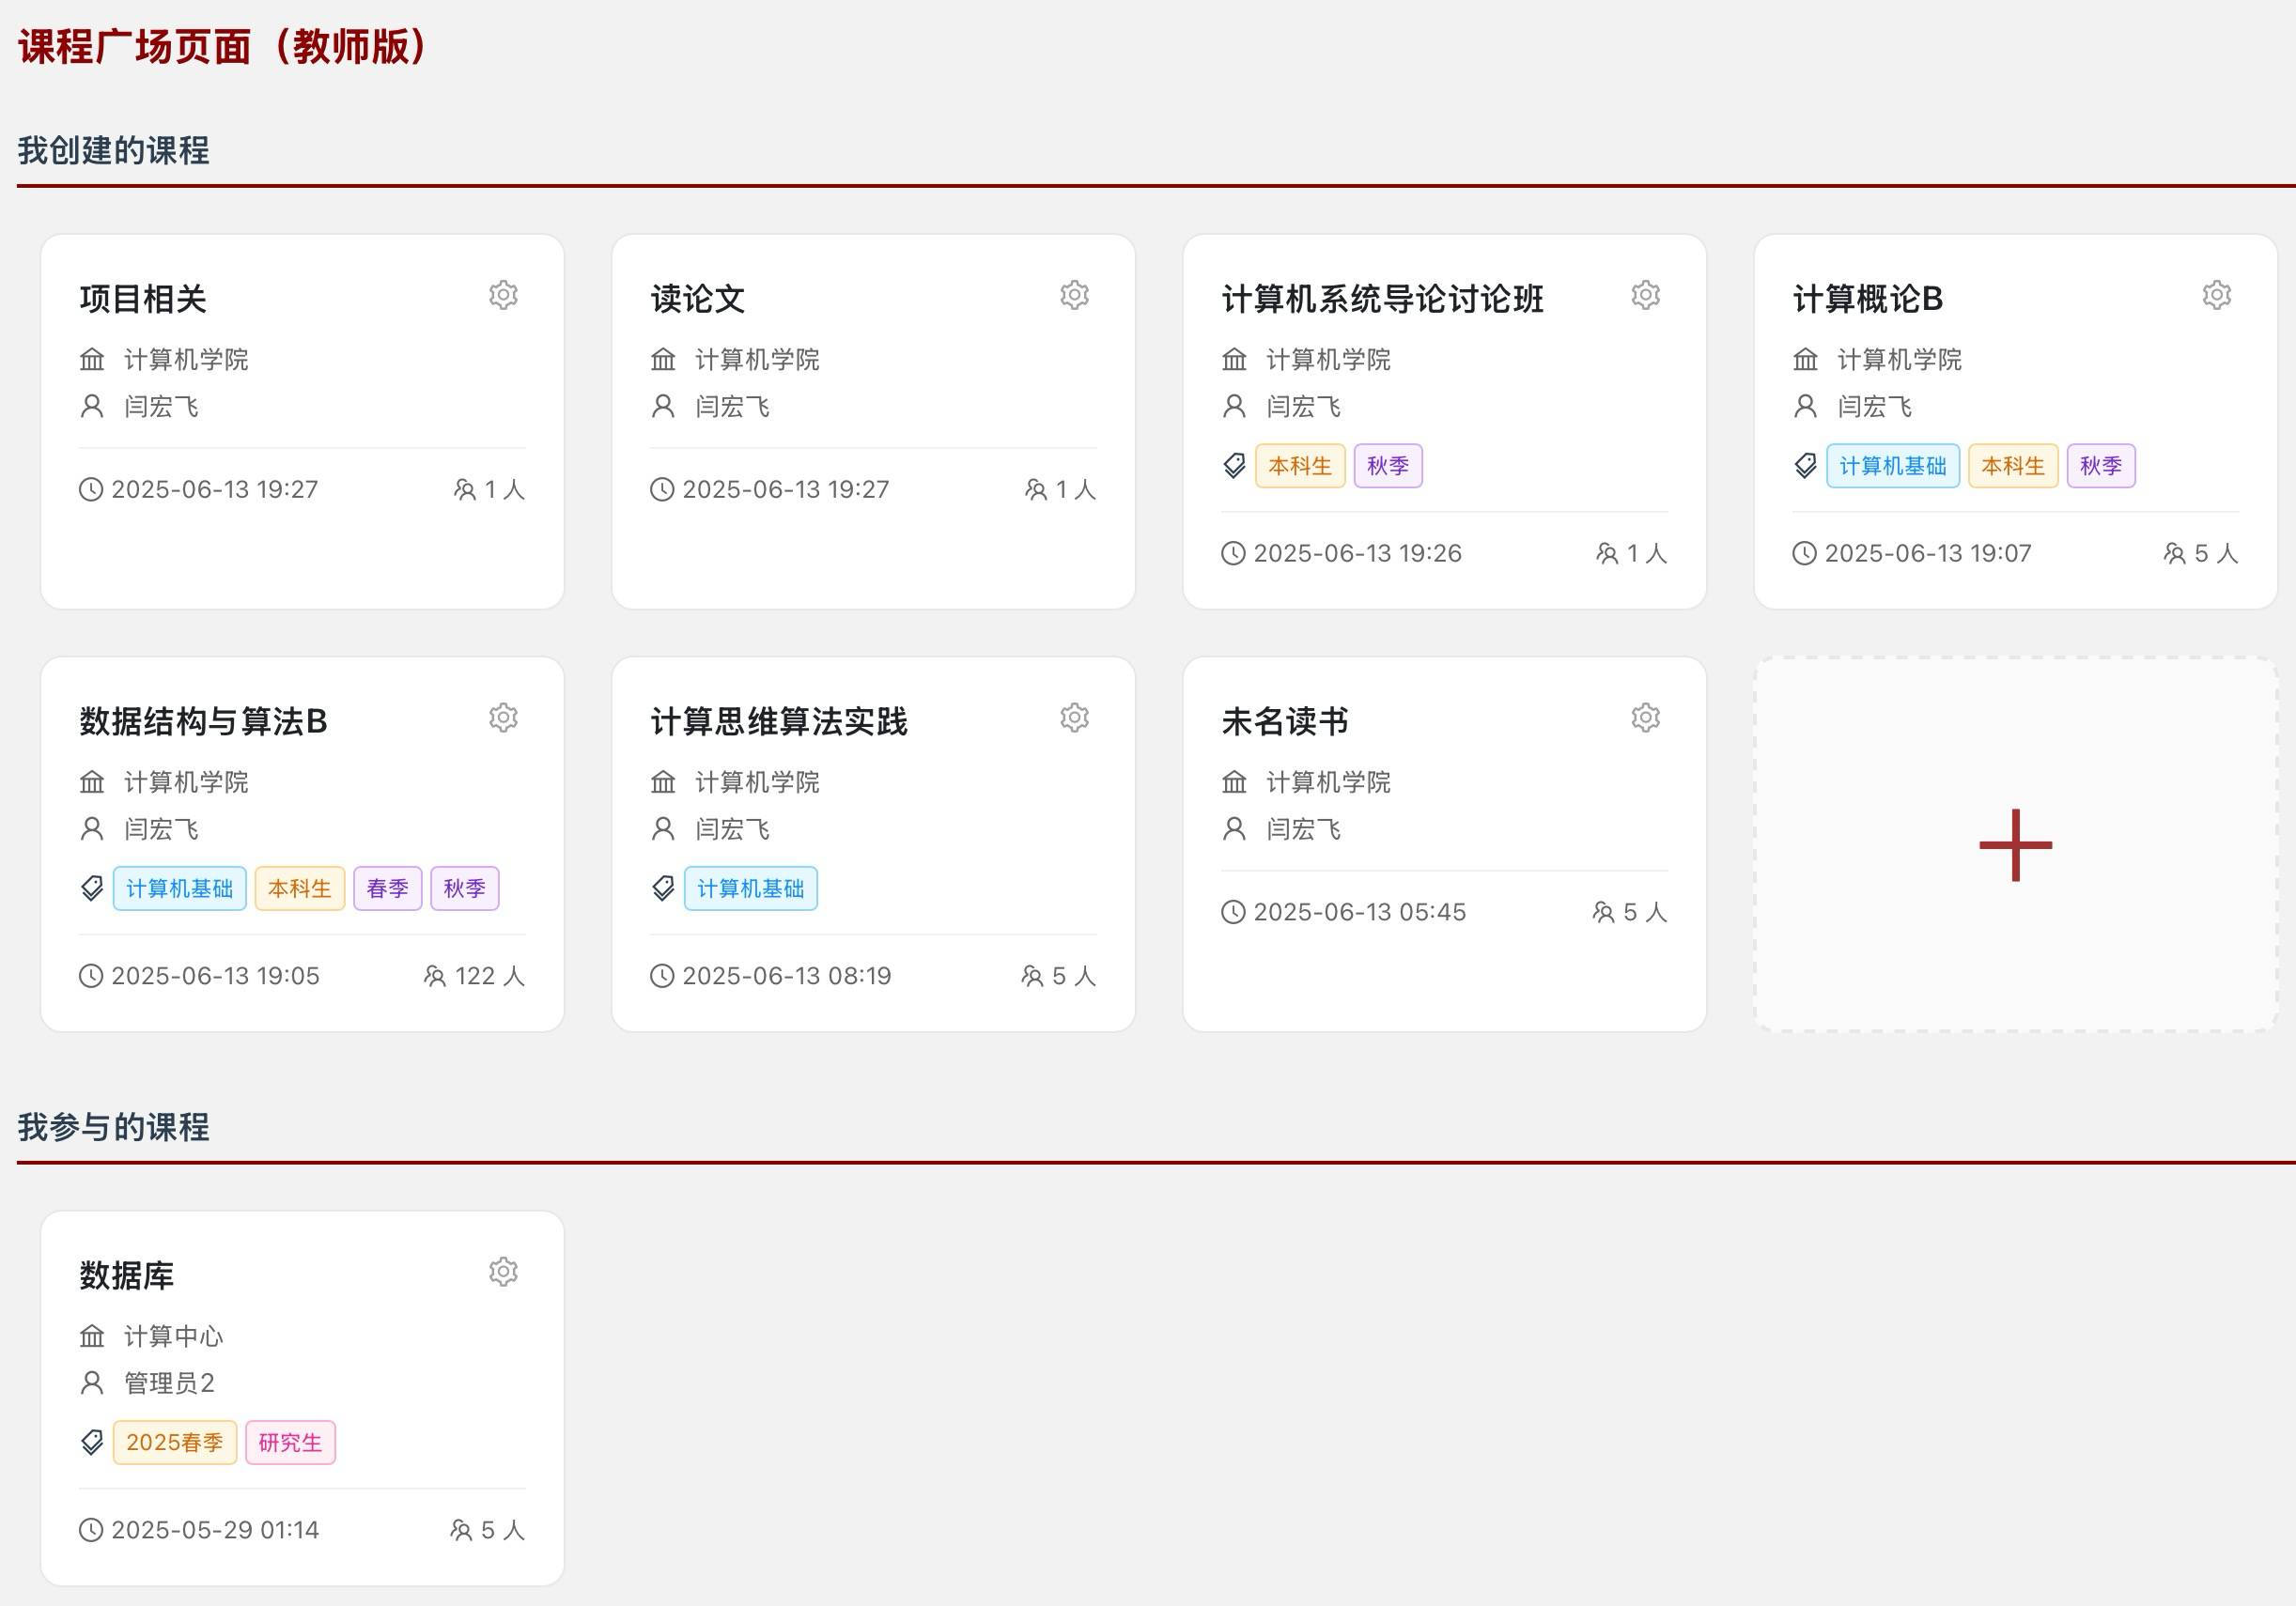 课程广场页面（教师版）
我创建的课程
项目相关
计算机学院
闫宏飞
2025-06-13 19:27
1 人
读论文
计算机学院
闫宏飞
2025-06-13 19:27
1 人
计算机系统导论讨论班
计算机学院
闫宏飞
本科生 秋季
2025-06-13 19:26
1 人
计算概论B
计算机学院
闫宏飞
计算机基础 本科生 秋季
2025-06-13 19:07
5 人
数据结构与算法B
计算机学院
闫宏飞
计算机基础 本科生 春季 秋季
2025-06-13 19:05
122 人
计算思维算法实践
计算机学院
闫宏飞
计算机基础
2025-06-13 08:19
5 人
未名读书
计算机学院
闫宏飞
2025-06-13 05:45
5 人
我参与的课程
数据库
计算中心
管理员2
2025春季 研究生
2025-05-29 01:14
5 人